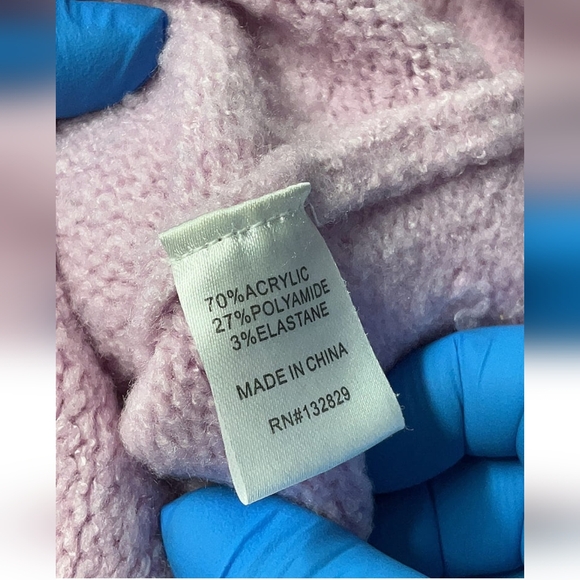 70%ACRYLIC
27%POLYAMIDE
3%ELASTANE
MADE IN CHINA
RN#132829